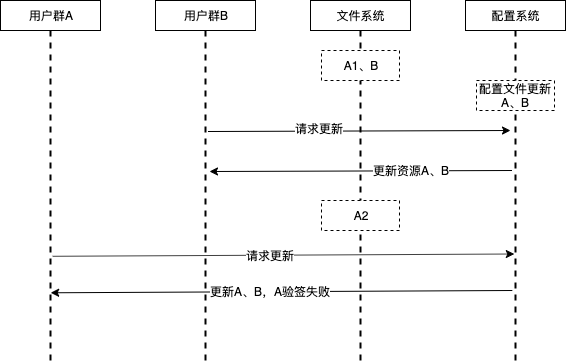 用户群A
用户群B
文件系统
配置系统
A1、B
配置文件更新
A、B
请求更新
更新资源A、B
A2
请求更新
更新A、B，A验签失败